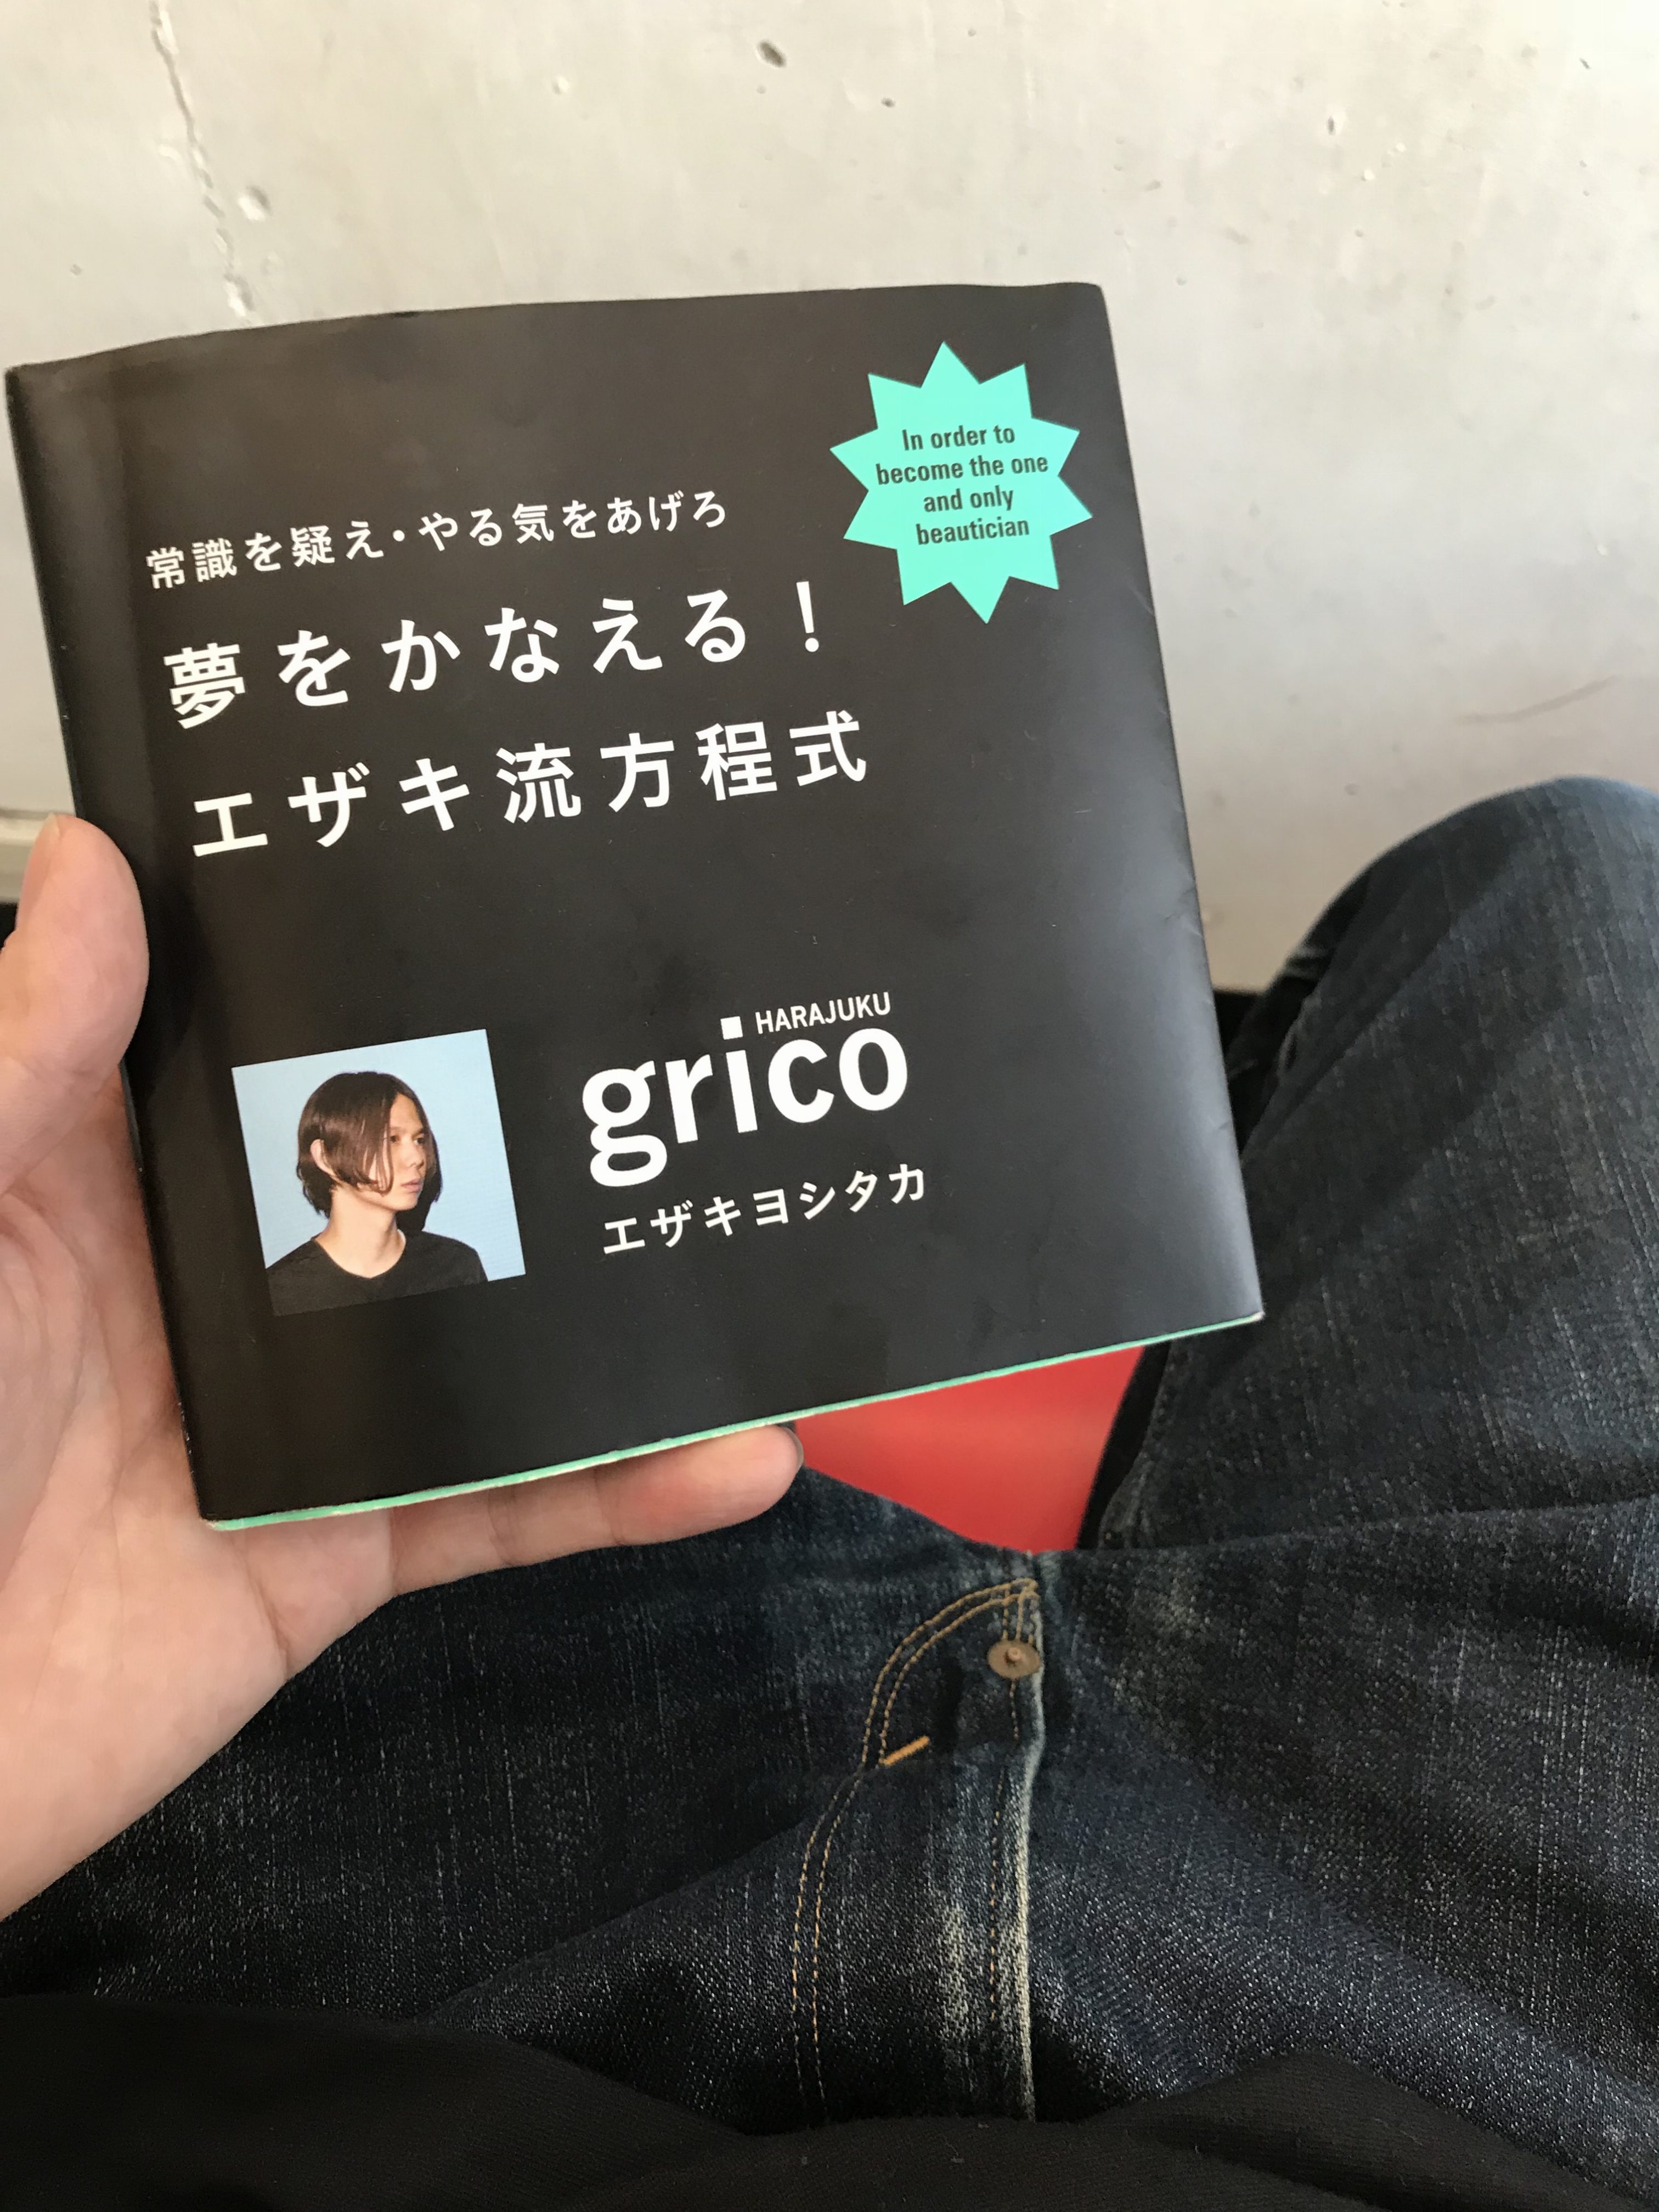 In order to
become the one
and only
beautician
常識を疑え・やる気をあげろ
夢をかなえる！
エザキ流方程式
HARAJUKU
grico
エザキヨシタカ